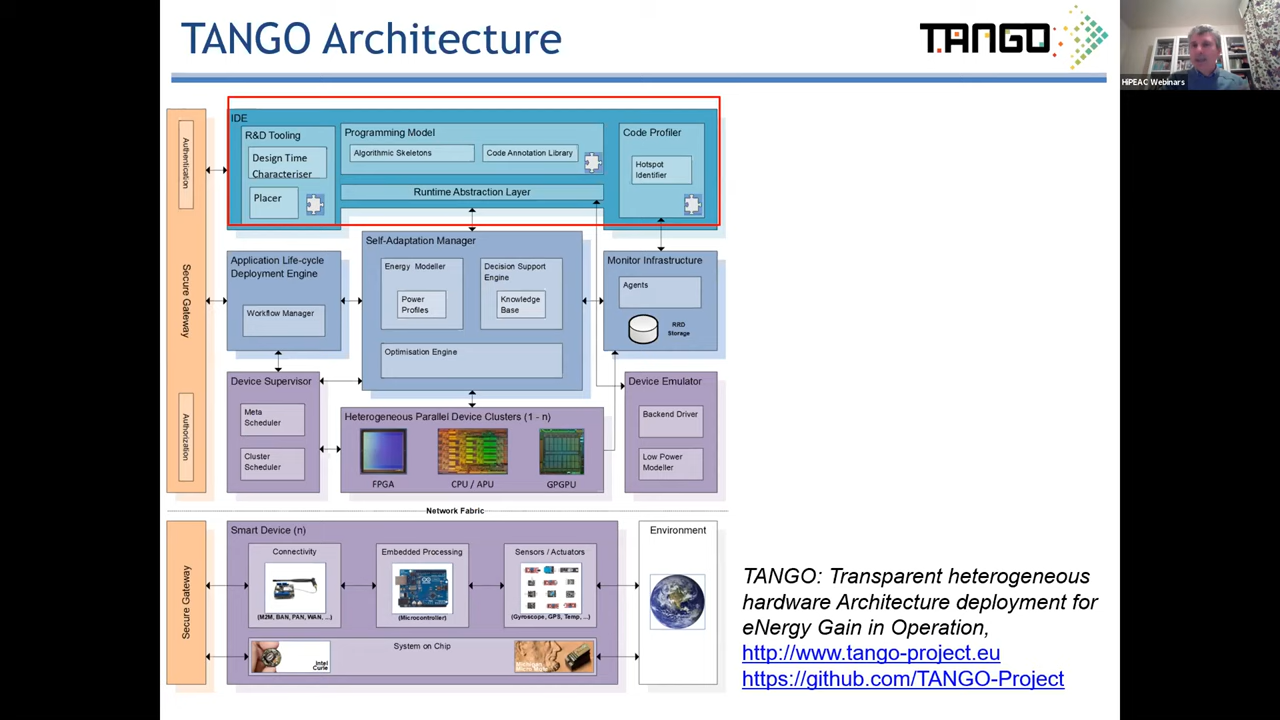 TANGO Architecture
TANGO
HiPEAC Webinars
IDE
R&D Tooling
Design Time
Characteriser
Placer
Programming Model
Algorithmic Skeletons
Code Annotation Library
Runtime Abstraction Layer
Code Profiler
Hotspot
Identifier
Authentication
Secure Gateway
Authorization
Application Life-cycle
Deployment Engine
Workflow Manager
Self-Adaptation Manager
Energy Modeller
Power
Profiles
Decision Support
Engine
Knowledge
Base
Optimisation Engine
Monitor Infrastructure
Agents
RRD
Storage
Device Supervisor
Meta
Scheduler
Cluster
Scheduler
Heterogeneous Parallel Device Clusters (1 - n)
FPGA
CPU / APU
GPGPU
Device Emulator
Backend Driver
Low Power
Modeller
Network Fabric
Secure Gateway
Smart Device (n)
Connectivity
(M2M, BAN, PAN, WAN, ...)
Embedded Processing
(Microcontroller)
Sensors / Actuators
(Gyroscope, GPS, Temp, ...)
System on Chip
Intel
Curie
Michigan
Micro Mote
Environment
TANGO: Transparent heterogeneous
hardware Architecture deployment for
eNergy Gain in Operation,
http://www.tango-project.eu
https://github.com/TANGO-Project